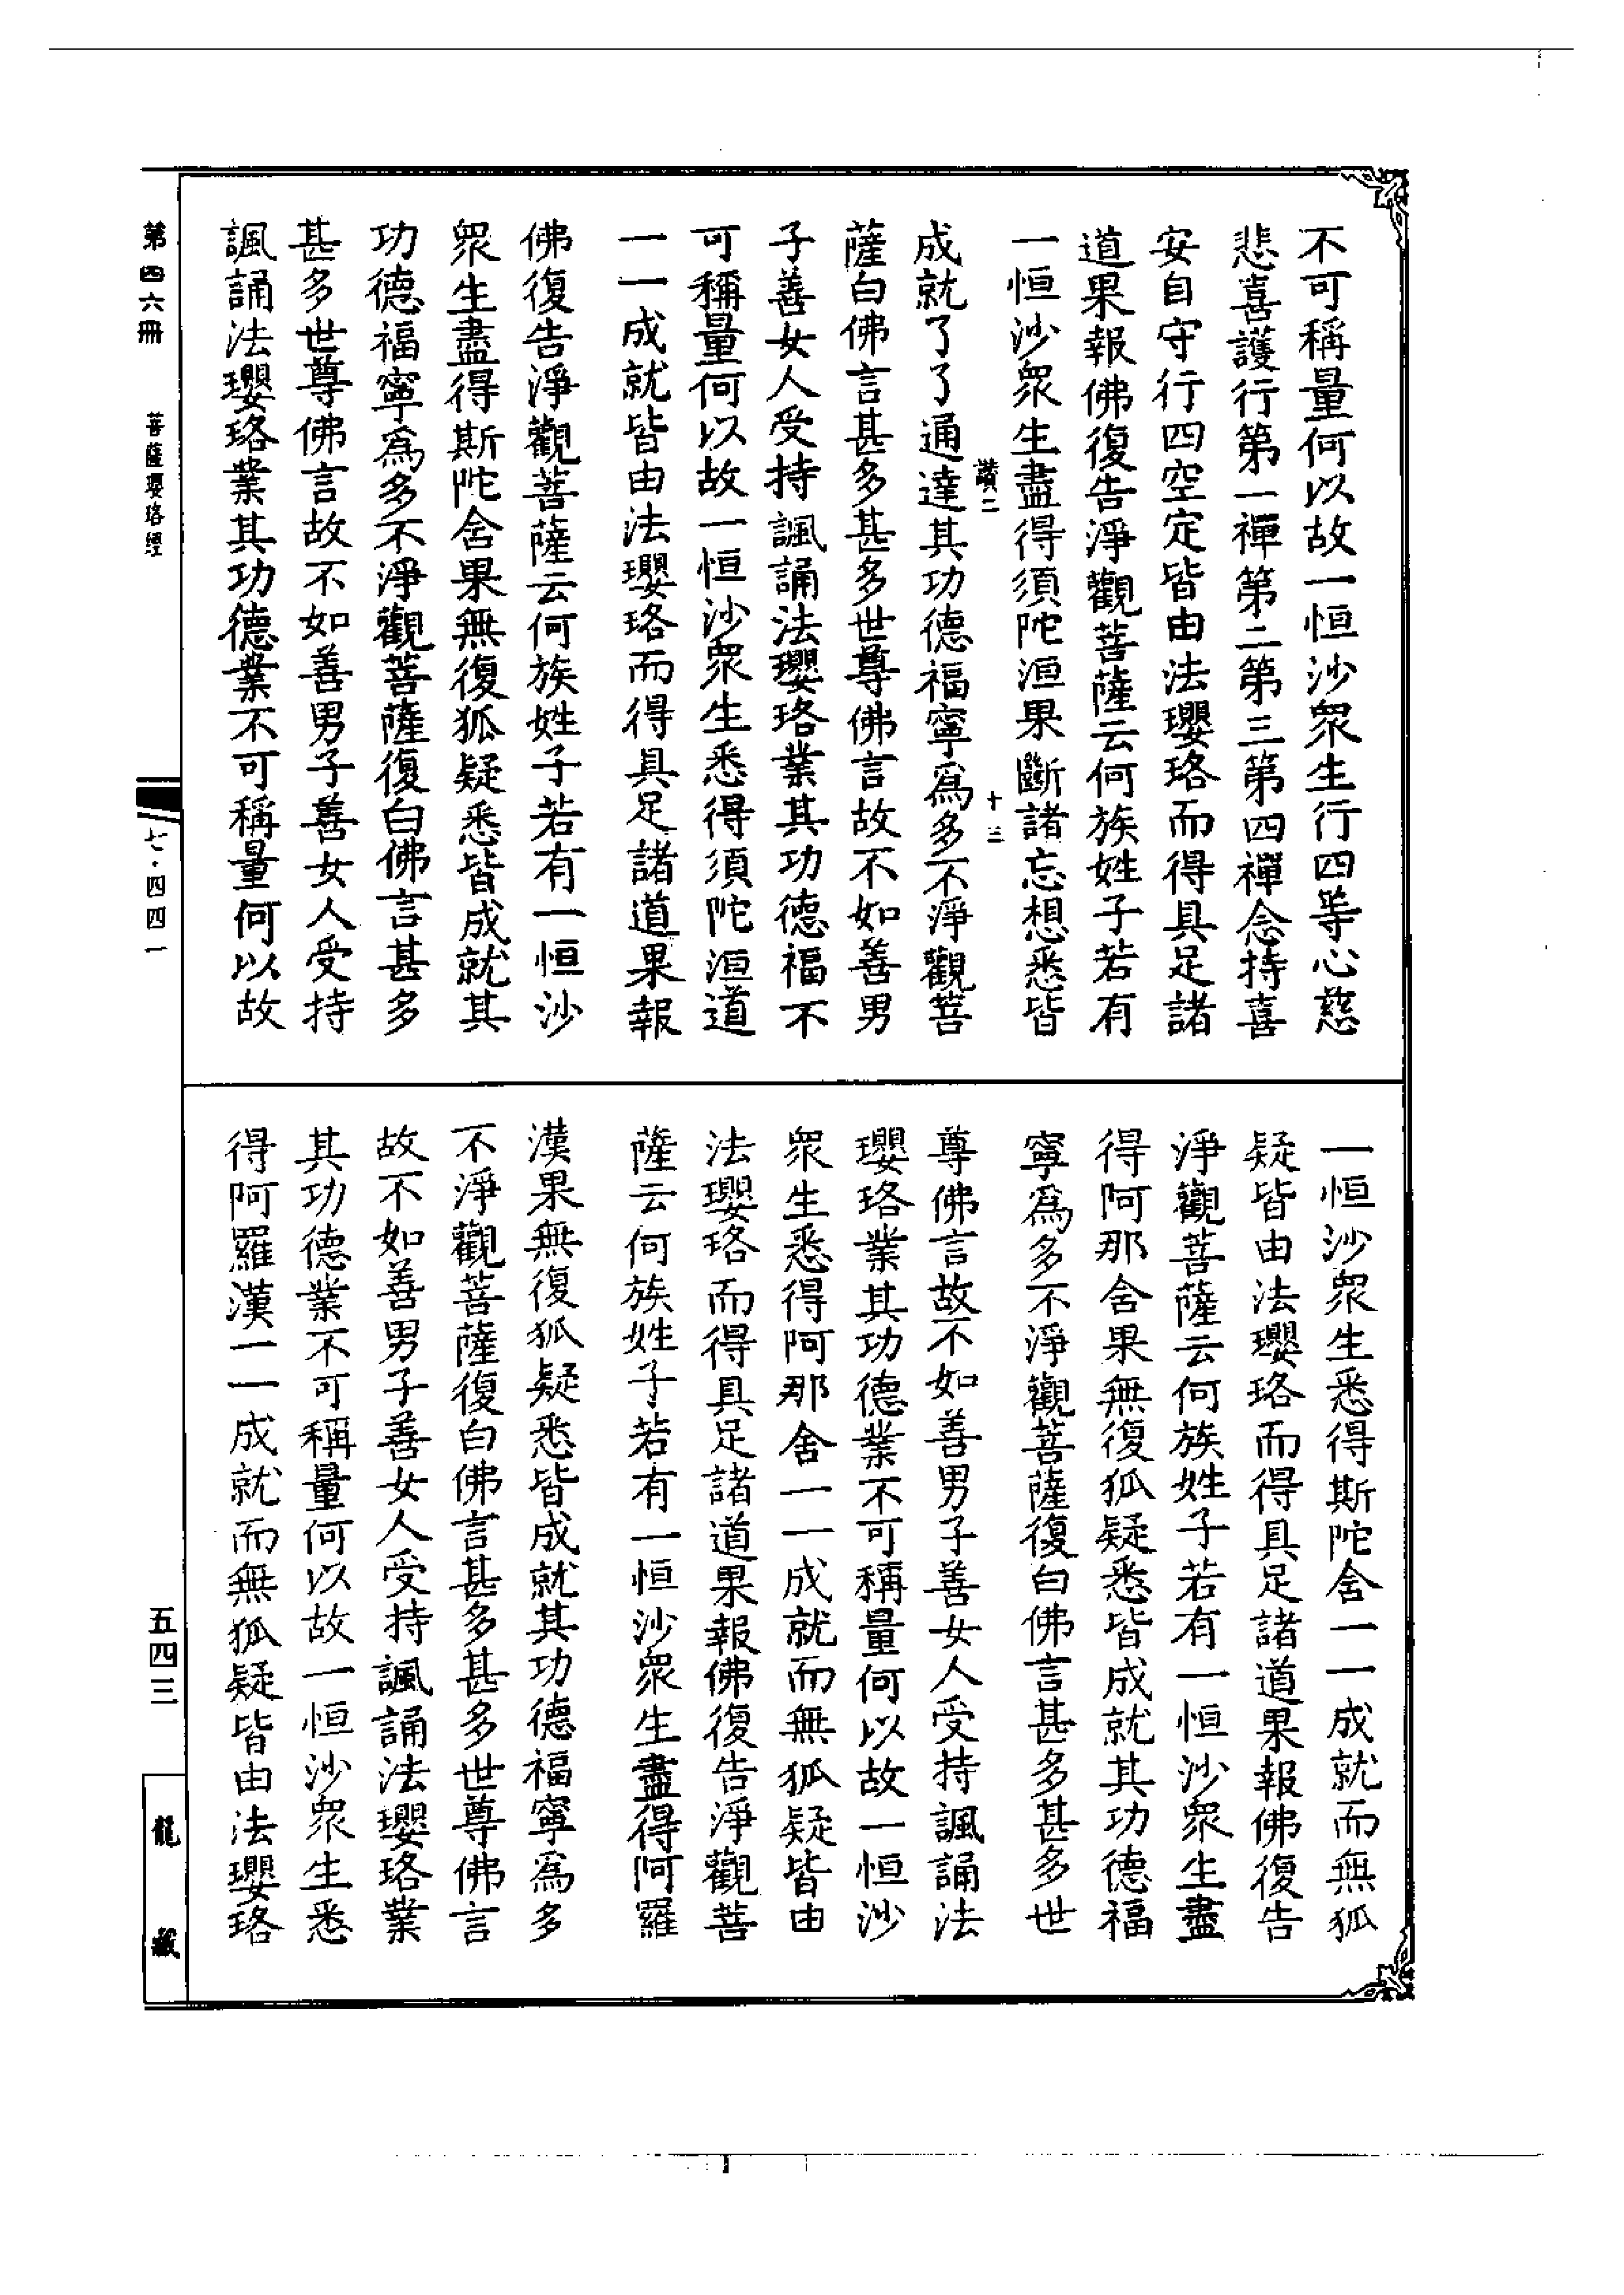 不可稱量何以故一恒沙眾生行四等心慈
悲喜護行第一禪第二第三第四禪念持喜
安自守行四空定皆由法瓔珞而得具足諸
道果報佛復告淨觀菩薩云何族姓子若有
一恒沙眾生盡得須陀洹果斷諸忘想悉皆
讚二 十三
成就了了通達其功德福寧為多不淨觀菩
薩白佛言甚多甚多世尊佛言故不如善男
子善女人受持諷誦法瓔珞業其功德福不
可稱量何以故一恒沙眾生悉得須陀洹道
一一成就皆由法瓔珞而得具足諸道果報
佛復告淨觀菩薩云何族姓子若有一恒沙
眾生盡得斯陀舍果無復狐疑悉皆成就其
功德福寧為多不淨觀菩薩復白佛言甚多
甚多世尊佛言故不如善男子善女人受持
諷誦法瓔珞業其功德業不可稱量何以故
一恒沙眾生悉得斯陀舍一一成就而無狐
疑皆由法瓔珞而得具足諸道果報佛復告
淨觀菩薩云何族姓子若有一恒沙眾生盡
得阿那舍果無復狐疑悉皆成就其功德福
寧為多不淨觀菩薩復白佛言甚多甚多世
尊佛言故不如善男子善女人受持諷誦法
瓔珞業其功德業不可稱量何以故一恒沙
眾生悉得阿那舍一一成就而無狐疑皆由
法瓔珞而得具足諸道果報佛復告淨觀菩
薩云何族姓子若有一恒沙眾生盡得阿羅
漢果無復狐疑悉皆成就其功德福寧為多
不淨觀菩薩復白佛言甚多甚多世尊佛言
故不如善男子善女人受持諷誦法瓔珞業
其功德業不可稱量何以故一恒沙眾生悉
得阿羅漢一一成就而無狐疑皆由法瓔珞
第四六冊 菩薩瓔珞經 七·四四一 五四三 龍藏